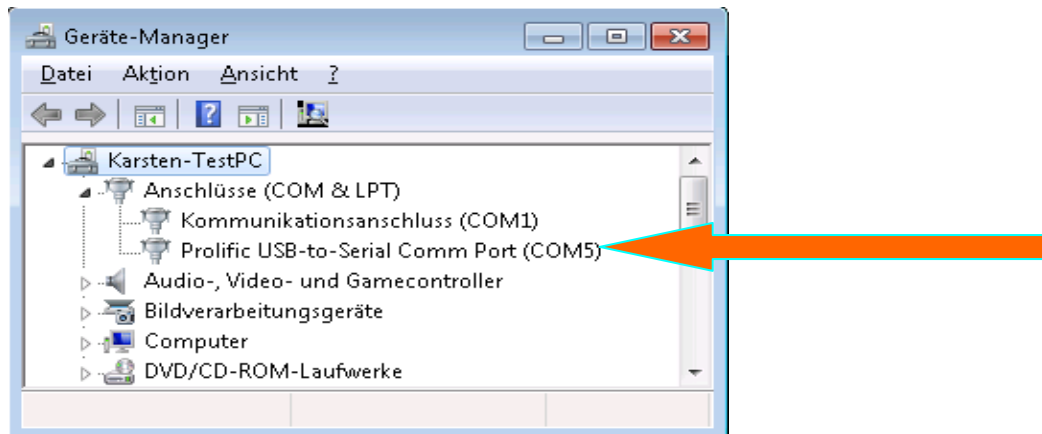 Geräte-Manager
Datei Aktion Ansicht ?
Karsten-TestPC
Anschlüsse (COM & LPT)
Kommunikationsanschluss (COM1)
Prolific USB-to-Serial Comm Port (COM5)
Audio-, Video- und Gamecontroller
Bildverarbeitungsgeräte
Computer
DVD/CD-ROM-Laufwerke